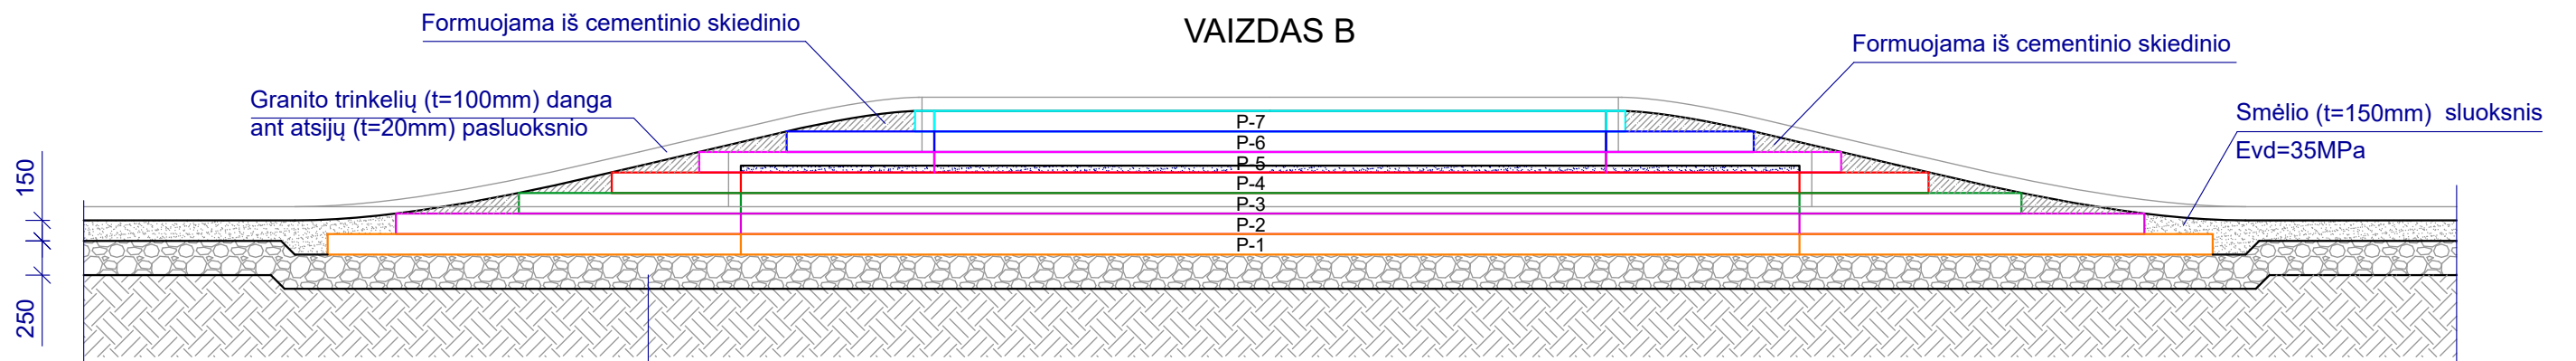 VAIZDAS B
Formuojama iš cementinio skiedinio
Formuojama iš cementinio skiedinio
Granito trinkelių (t=100mm) danga
ant atsijų (t=20mm) pasluoksnio
Smėlio (t=150mm) sluoksnis
Evd=35MPa
P-7
P-6
P-5
P-4
P-3
P-2
P-1
150
250